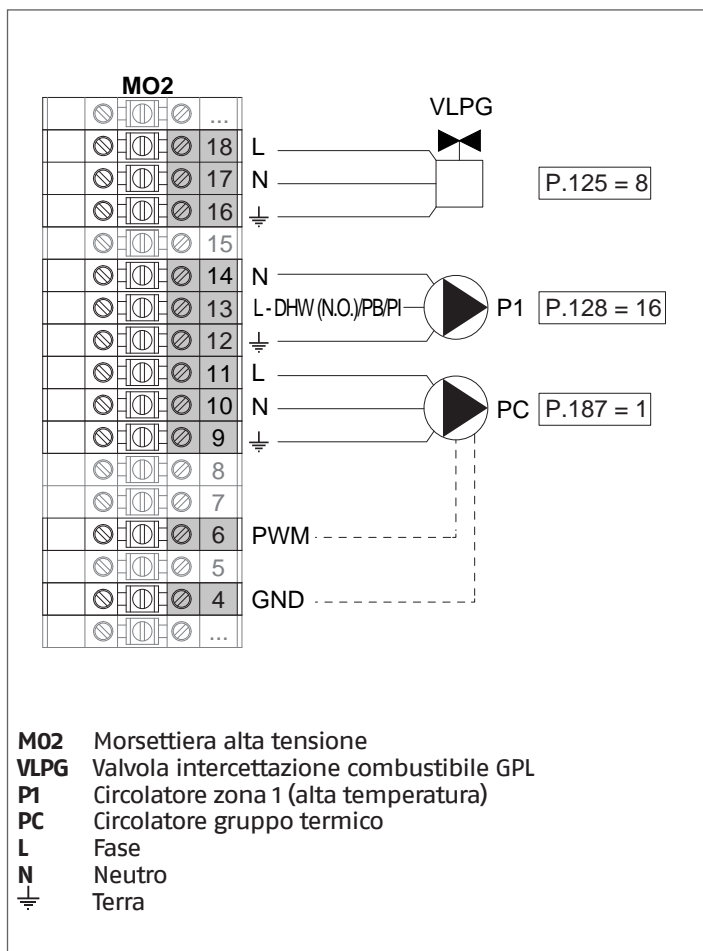 MO2
...
18 L
17 N
16
15
14 N
13 L - DHW (N.O.)/PB/PI
12
11 L
10 N
9
8
7
6 PWM
5
4 GND
...
VLPG
P.125 = 8
P1 P.128 = 16
PC P.187 = 1
M02 Morsettiera alta tensione
VLPG Valvola intercettazione combustibile GPL
P1 Circolatore zona 1 (alta temperatura)
PC Circolatore gruppo termico
L Fase
N Neutro
⏚ Terra